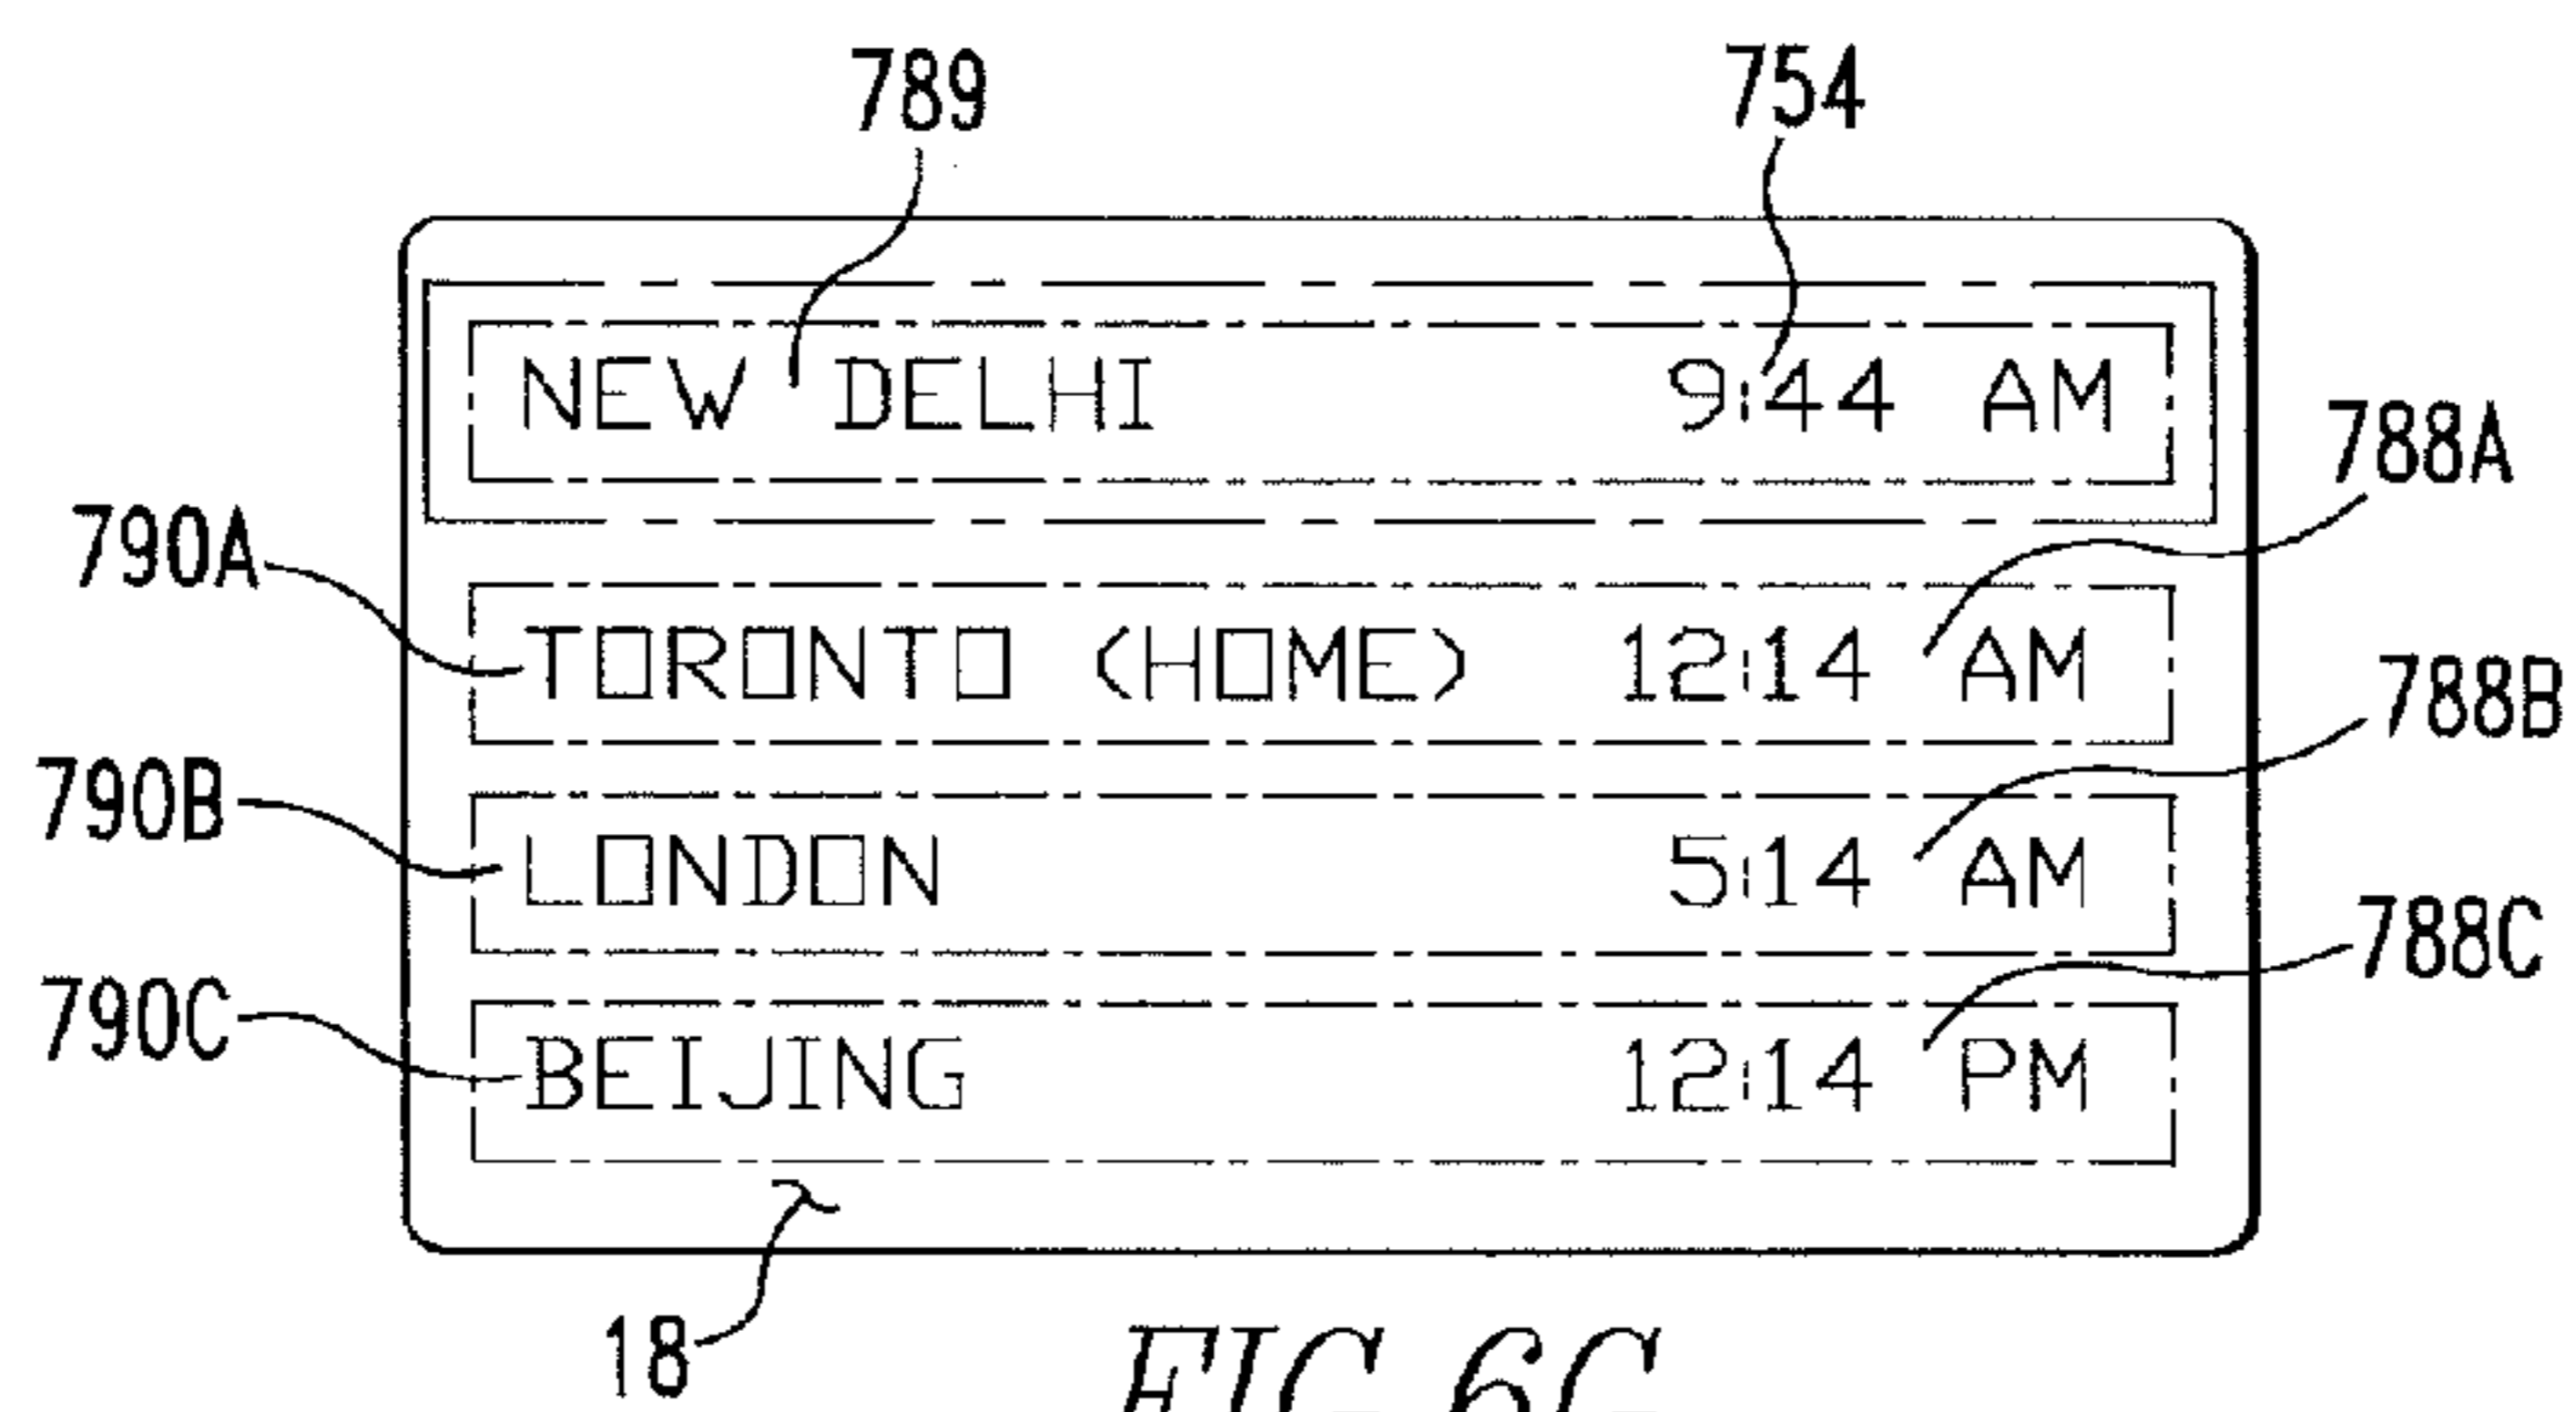 789 754
NEW DELHI 9:44 AM
788A
790A TORONTO (HOME) 12:14 AM
788B
790B LONDON 5:14 AM
788C
790C BEIJING 12:14 PM
18
FIG. 6C